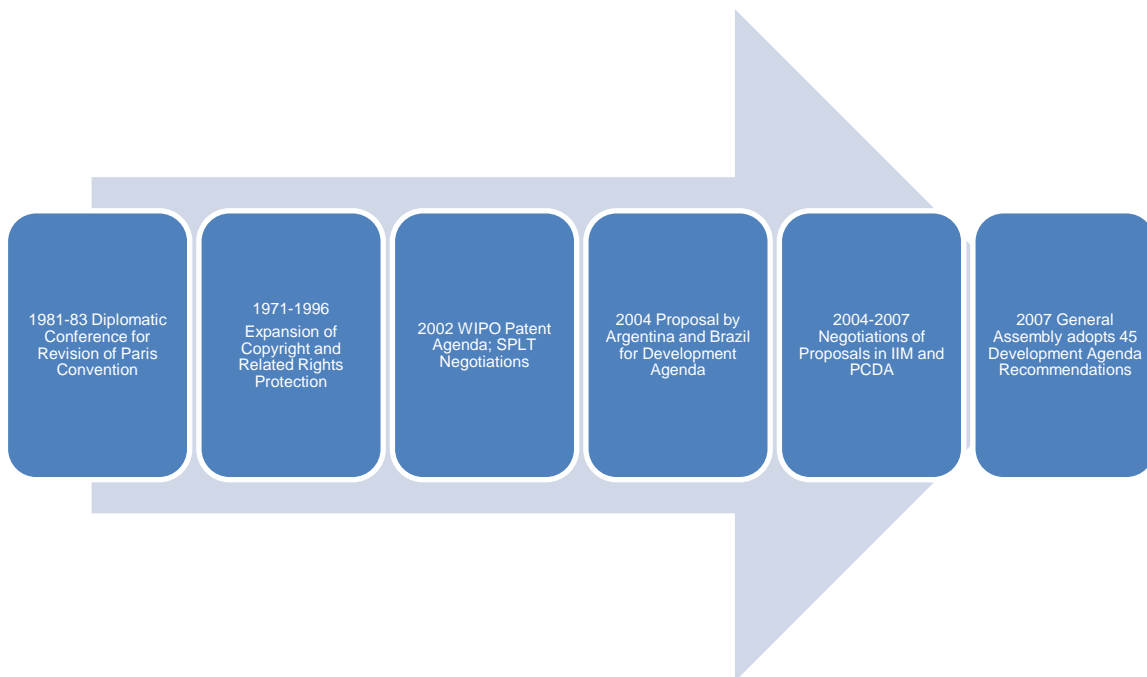 1981-83 Diplomatic
Conference for
Revision of Paris
Convention
1971-1996
Expansion of
Copyright and
Related Rights
Protection
2002 WIPO Patent
Agenda; SPLT
Negotiations
2004 Proposal by
Argentina and Brazil
for Development
Agenda
2004-2007
Negotiations of
Proposals in IIM and
PCDA
2007 General
Assembly adopts 45
Development Agenda
Recommendations